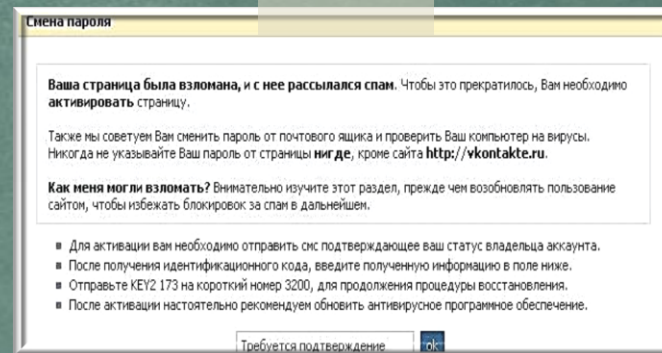 Смена пароля
Ваша страница была взломана, и с нее рассылался спам. Чтобы это прекратилось, Вам необходимо
активировать страницу.
Также мы советуем Вам сменить пароль от почтового ящика и проверить Ваш компьютер на вирусы.
Никогда не указывайте Ваш пароль от страницы нигде, кроме сайта http://vkontakte.ru.
Как меня могли взломать? Внимательно изучите этот раздел, прежде чем возобновлять пользование
сайтом, чтобы избежать блокировок за спам в дальнейшем.
Для активации вам необходимо отправить смс подтверждающее ваш статус владельца аккаунта.
После получения идентификационного кода, введите полученную информацию в поле ниже.
Отправьте KEY2 173 на короткий номер 3200, для продолжения процедуры восстановления.
После активации настоятельно рекомендуем обновить антивирусное программное обеспечение.
Требуется подтверждение ok